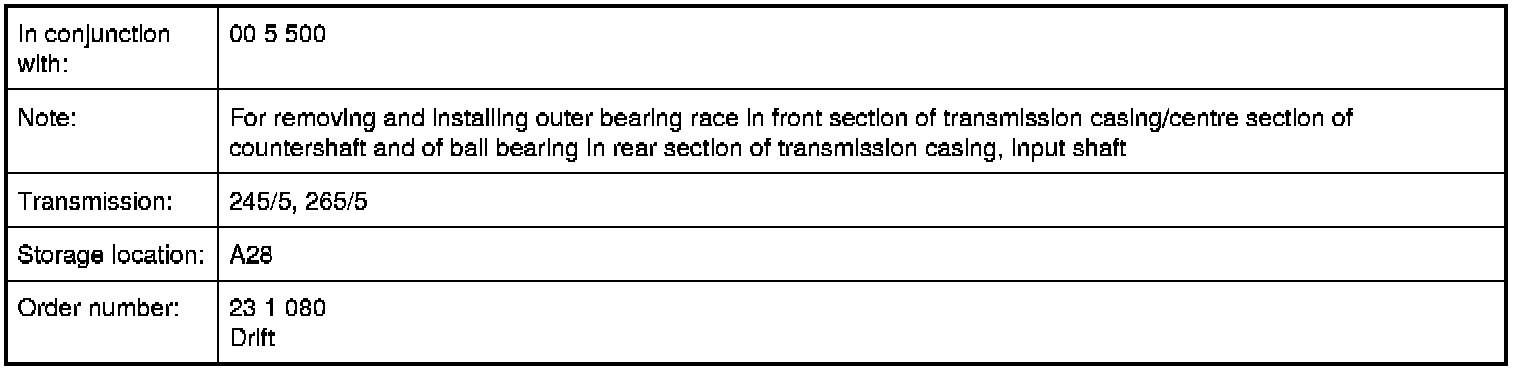 In conjunction
with:
00 5 500
Note:
For removing and installing outer bearing race in front section of transmission casing/centre section of
countershaft and of ball bearing in rear section of transmission casing, input shaft
Transmission:
245/5, 265/5
Storage location:
A28
Order number:
23 1 080
Drift